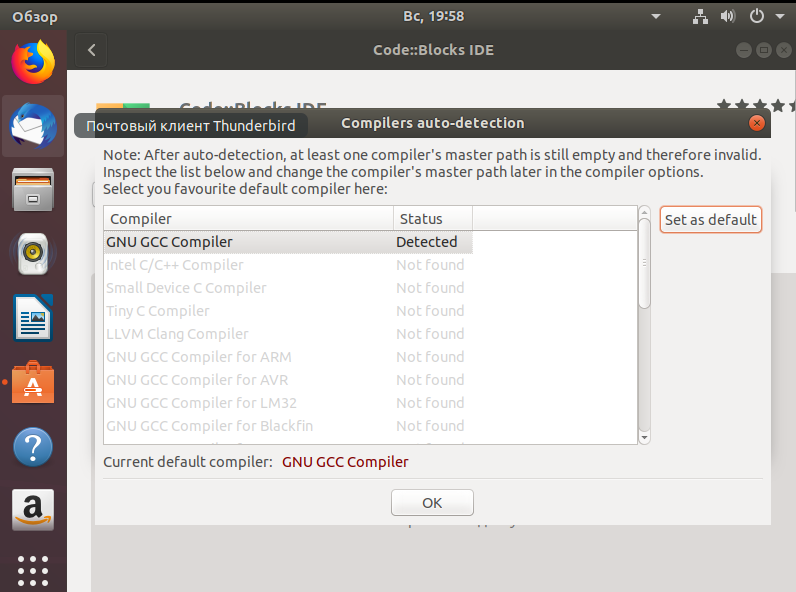 Обзор
Вс, 19:58
Code::Blocks IDE
Code::Blocks IDE
Почтовый клиент Thunderbird
Compilers auto-detection
Note: After auto-detection, at least one compiler's master path is still empty and therefore invalid.
Inspect the list below and change the compiler's master path later in the compiler options.
Select you favourite default compiler here:
Compiler Status
Set as default
GNU GCC Compiler Detected
Intel C/C++ Compiler Not found
Small Device C Compiler Not found
Tiny C Compiler Not found
LLVM Clang Compiler Not found
GNU GCC Compiler for ARM Not found
GNU GCC Compiler for AVR Not found
GNU GCC Compiler for LM32 Not found
GNU GCC Compiler for Blackfin Not found
Current default compiler: GNU GCC Compiler
OK